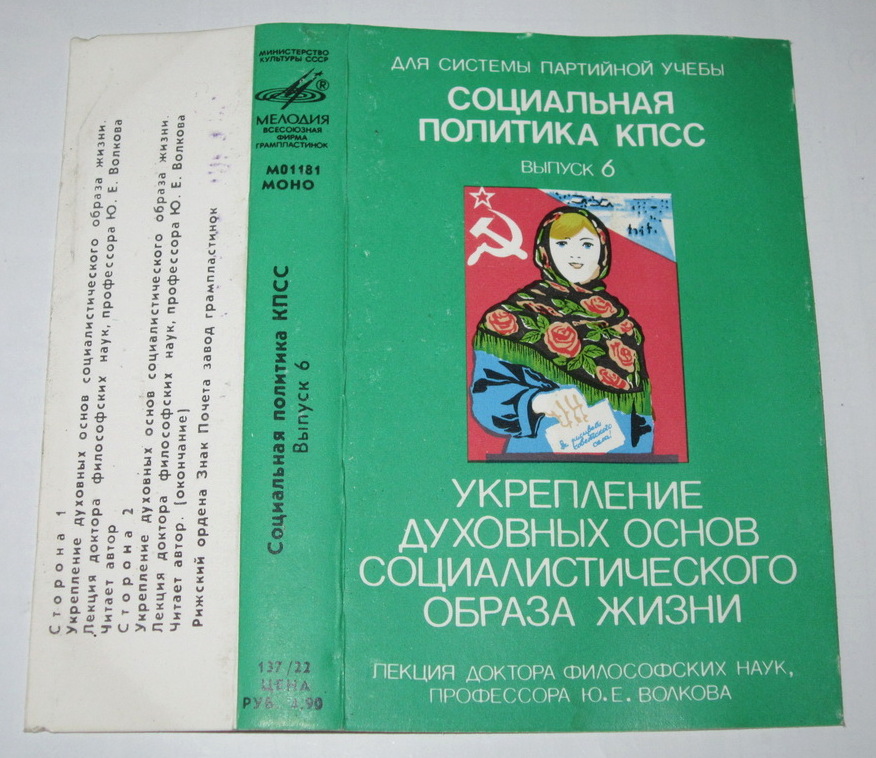 Сторона 1
Укрепление духовных основ социалистического образа жизни.
Лекция доктора философских наук, профессора Ю. Е. Волкова
Читает автор
Сторона 2
Укрепление духовных основ социалистического образа жизни.
Лекция доктора философских наук, профессора Ю. Е. Волкова
Читает автор. (окончание)
Рижский ордена Знак Почета завод грампластинок
МИНИСТЕРСТВО
КУЛЬТУРЫ СССР
®
МЕЛОДИЯ
ВСЕСОЮЗНАЯ
ФИРМА
ГРАМПЛАСТИНОК
М01181
МОНО
Социальная политика КПСС
Выпуск 6
137/22
ЦЕНА
РУБ. .90
ДЛЯ СИСТЕМЫ ПАРТИЙНОЙ УЧЕБЫ
СОЦИАЛЬНАЯ
ПОЛИТИКА КПСС
ВЫПУСК 6
советского
села!
УКРЕПЛЕНИЕ
ДУХОВНЫХ ОСНОВ
СОЦИАЛИСТИЧЕСКОГО
ОБРАЗА ЖИЗНИ
ЛЕКЦИЯ ДОКТОРА ФИЛОСОФСКИХ НАУК,
ПРОФЕССОРА Ю.Е. ВОЛКОВА